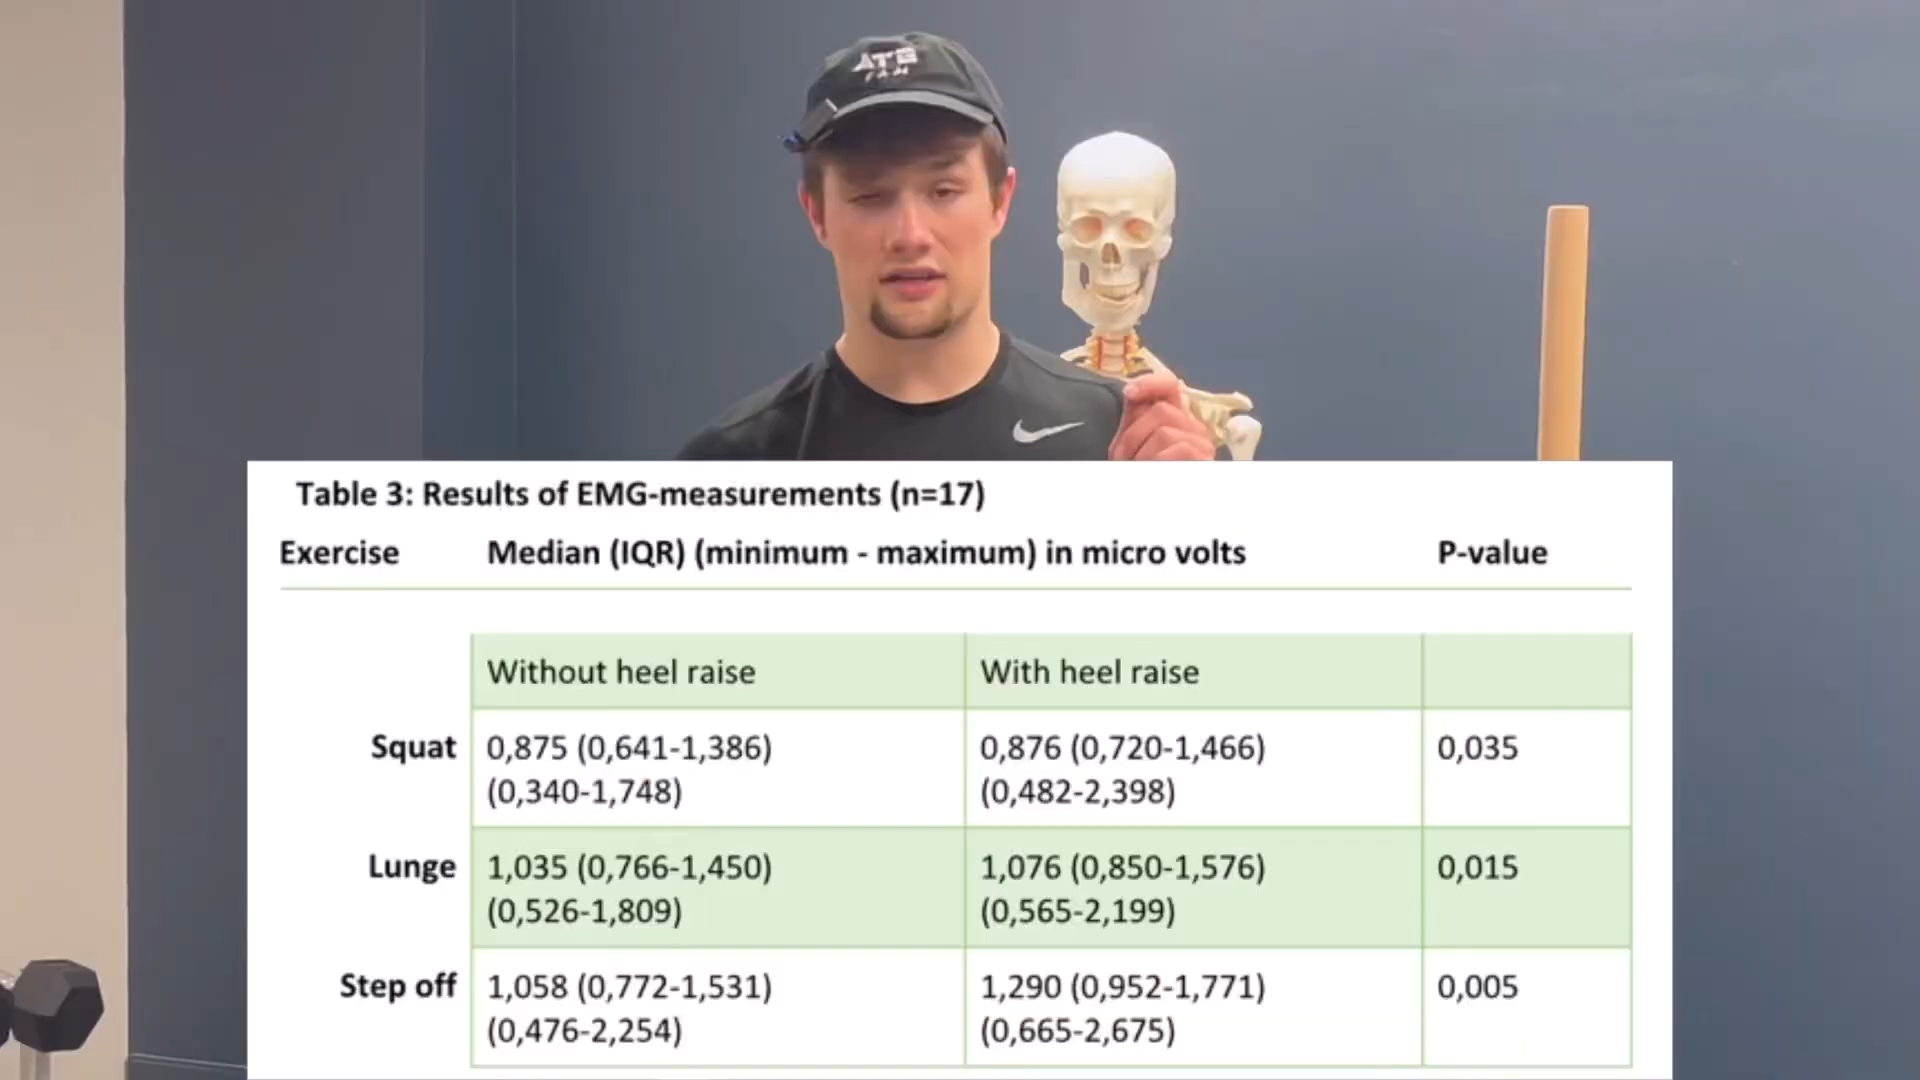 ATG
Table 3: Results of EMG-measurements (n=17)
Exercise Median (IQR) (minimum - maximum) in micro volts P-value
Without heel raise With heel raise
Squat 0,875 (0,641-1,386) 0,876 (0,720-1,466) 0,035
(0,340-1,748) (0,482-2,398)
Lunge 1,035 (0,766-1,450) 1,076 (0,850-1,576) 0,015
(0,526-1,809) (0,565-2,199)
Step off 1,058 (0,772-1,531) 1,290 (0,952-1,771) 0,005
(0,476-2,254) (0,665-2,675)